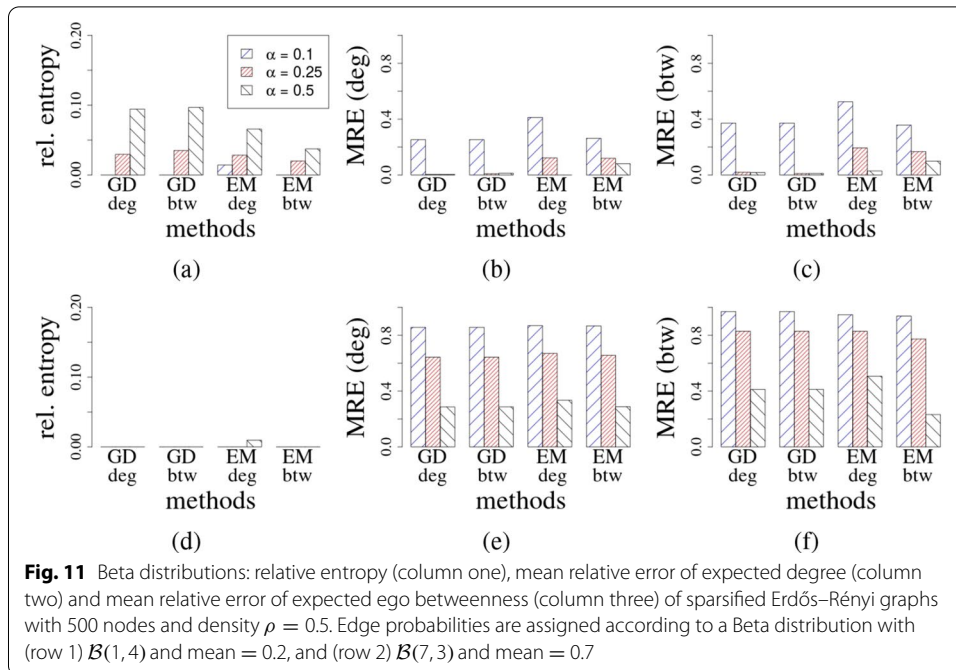 rel. entropy
0.00 0.10 0.20
α = 0.1
α = 0.25
α = 0.5
GD deg GD btw EM deg EM btw
methods
(a)
MRE (deg)
0.0 0.4 0.8
GD deg GD btw EM deg EM btw
methods
(b)
MRE (btw)
0.0 0.4 0.8
GD deg GD btw EM deg EM btw
methods
(c)
rel. entropy
0.00 0.10 0.20
GD deg GD btw EM deg EM btw
methods
(d)
MRE (deg)
0.0 0.4 0.8
GD deg GD btw EM deg EM btw
methods
(e)
MRE (btw)
0.0 0.4 0.8
GD deg GD btw EM deg EM btw
methods
(f)
Fig. 11 Beta distributions: relative entropy (column one), mean relative error of expected degree (column
two) and mean relative error of expected ego betweenness (column three) of sparsified Erdős–Rényi graphs
with 500 nodes and density ρ = 0.5. Edge probabilities are assigned according to a Beta distribution with
(row 1) ℬ(1, 4) and mean = 0.2, and (row 2) ℬ(7, 3) and mean = 0.7